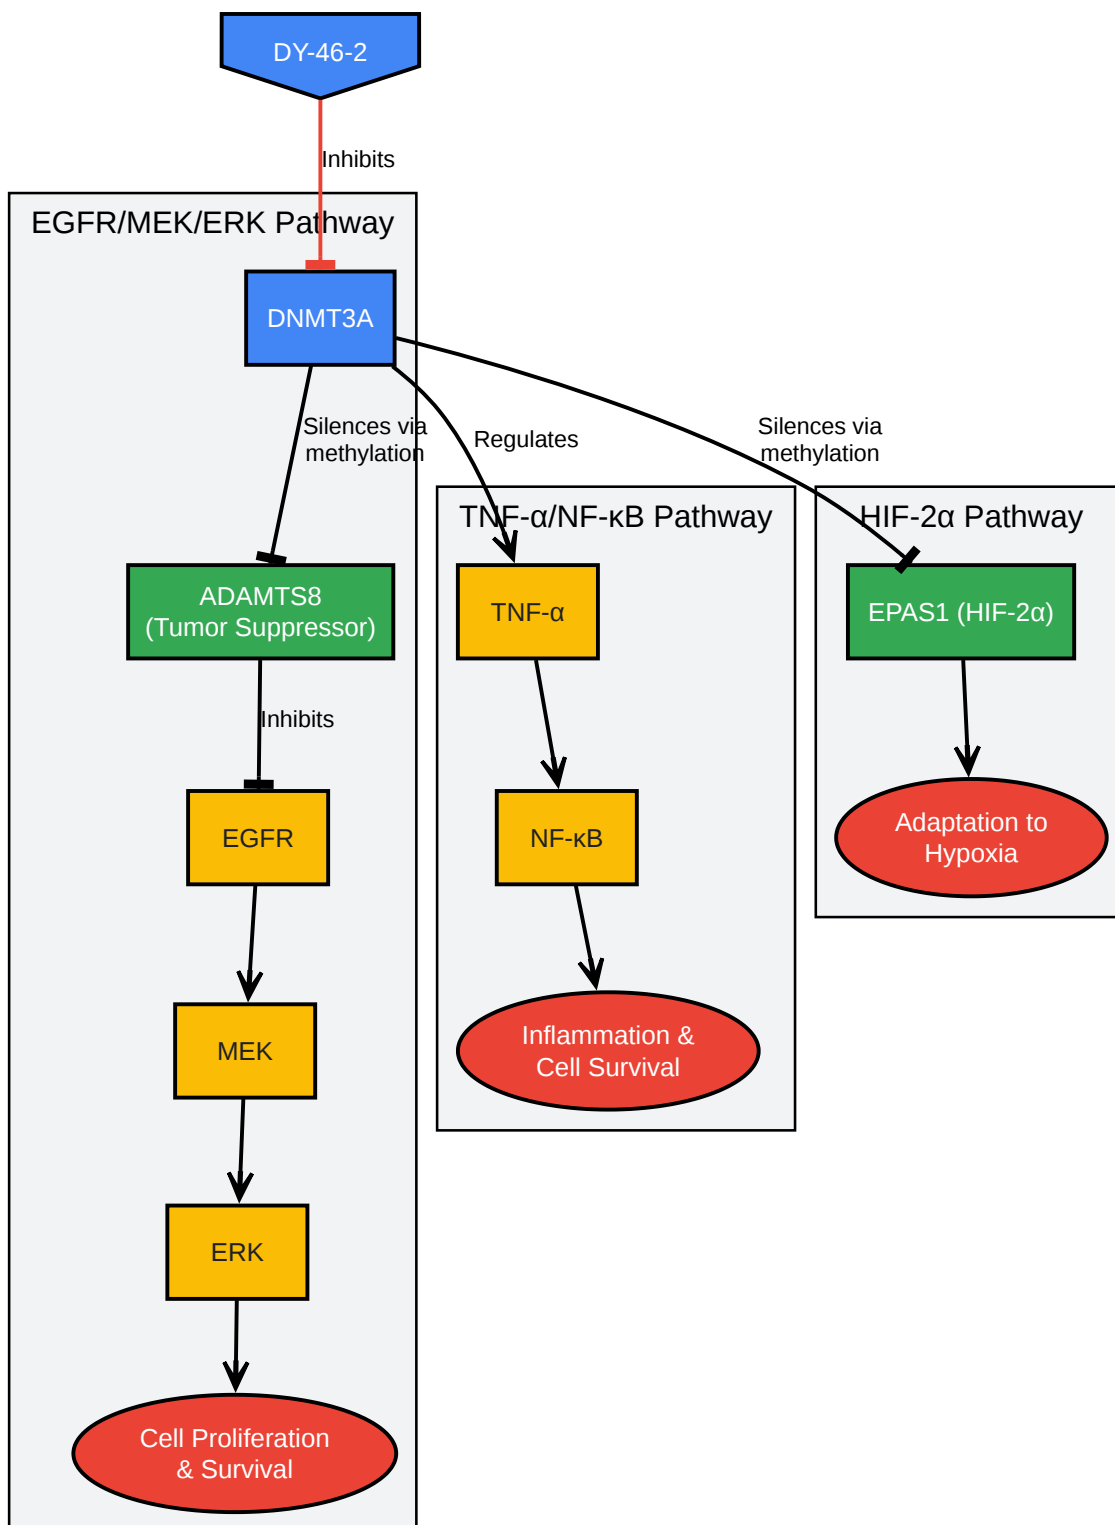 DY-46-2
Inhibits
EGFR/MEK/ERK Pathway
DNMT3A
Silences via
methylation
Regulates
Silences via
methylation
TNF-α/NF-κB Pathway
HIF-2α Pathway
ADAMTS8
(Tumor Suppressor)
TNF-α
EPAS1 (HIF-2α)
Inhibits
EGFR
NF-κB
Adaptation to
Hypoxia
MEK
Inflammation &
Cell Survival
ERK
Cell Proliferation
& Survival